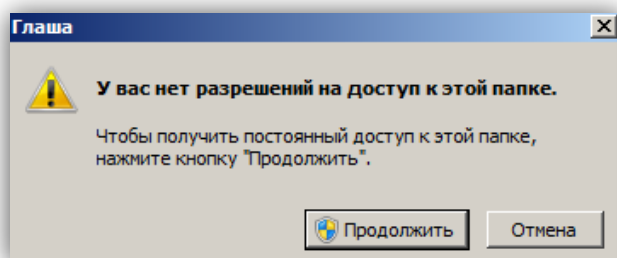 Глаша
У вас нет разрешений на доступ к этой папке.
Чтобы получить постоянный доступ к этой папке,
нажмите кнопку "Продолжить".
Продолжить
Отмена